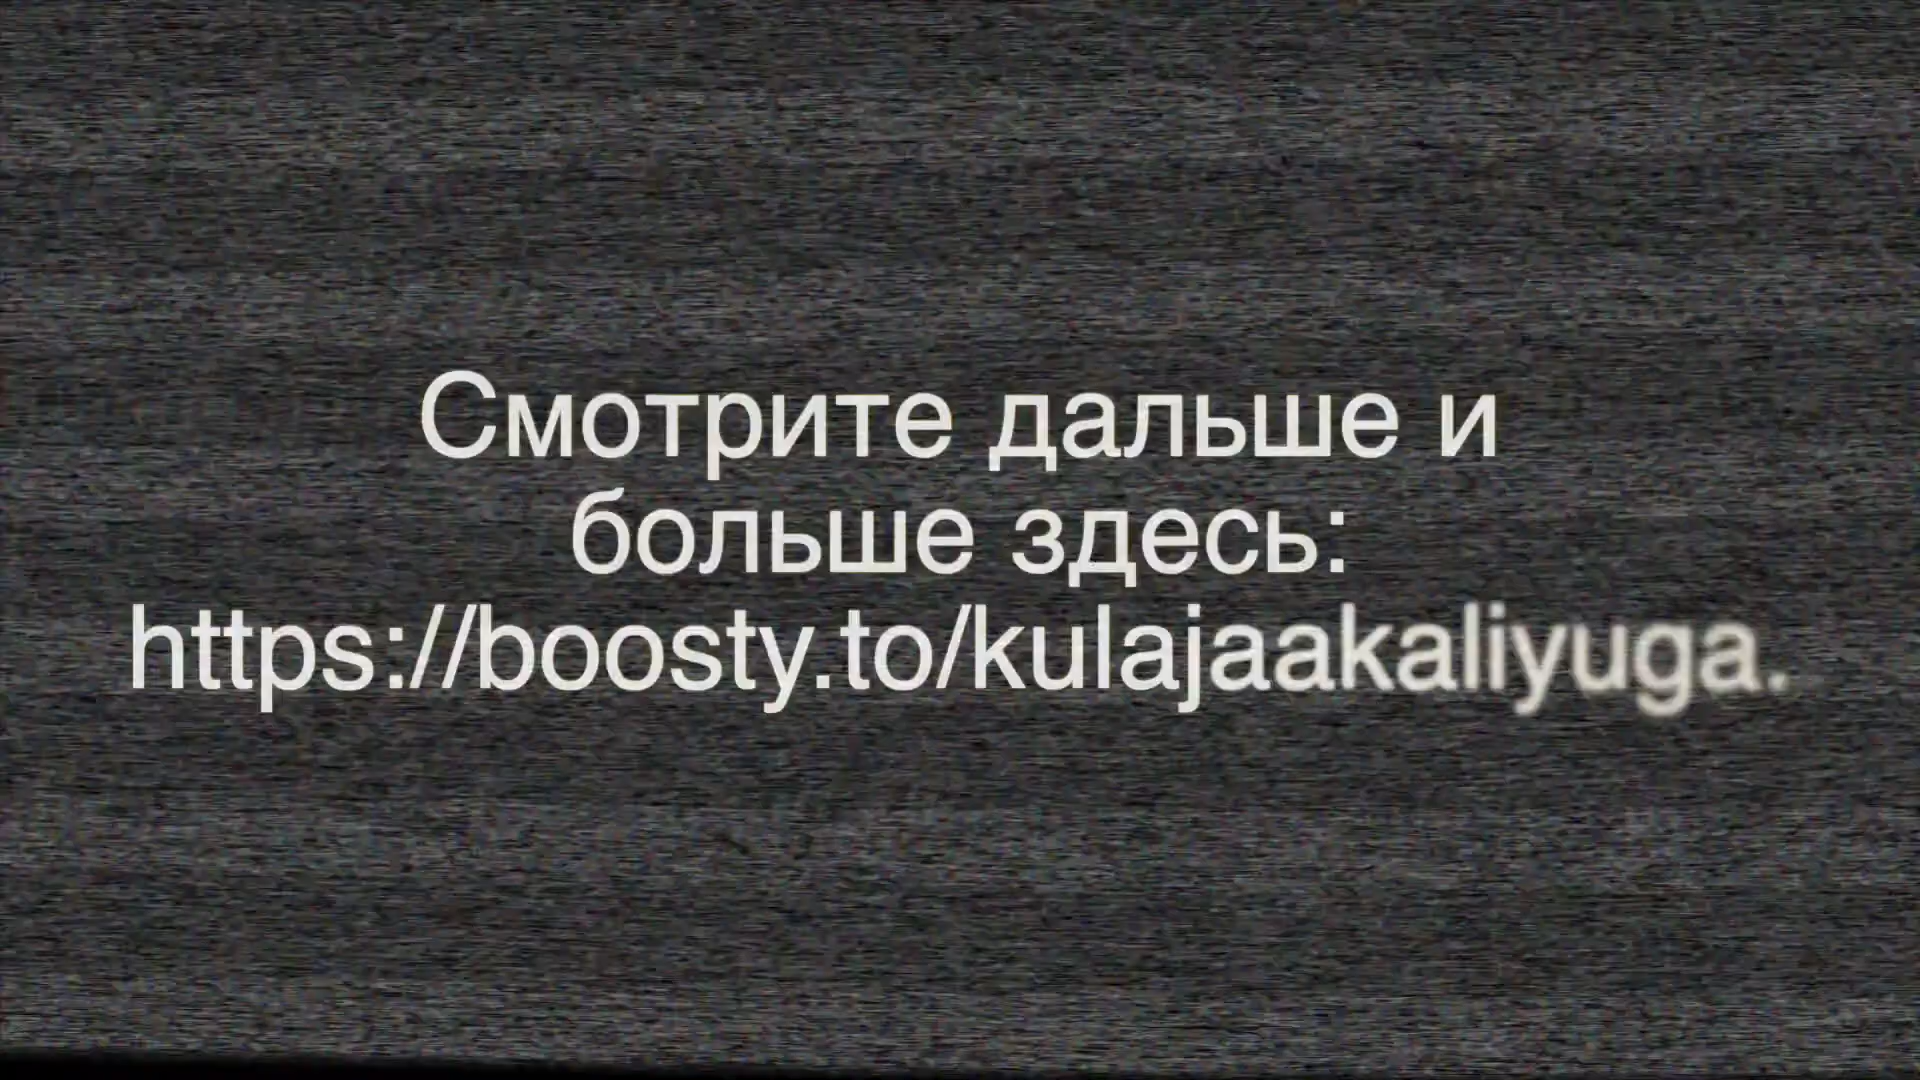 Смотрите дальше и
больше здесь:
https://boosty.to/kulajaakaliyuga.